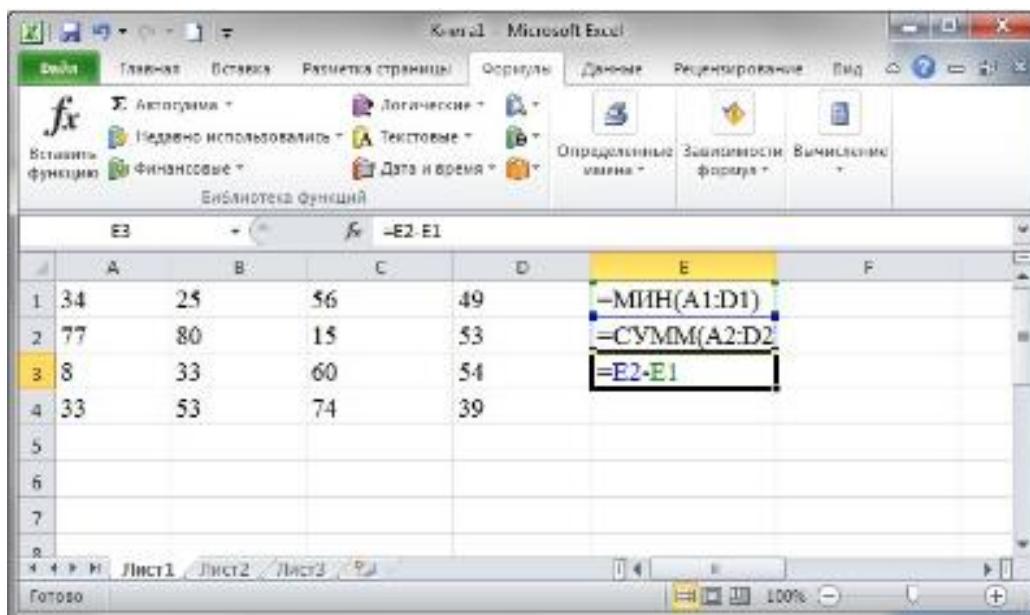 Книга1 - Microsoft Excel
Файл Главная Вставка Разметка страницы Формулы Данные Рецензирование Вид
Σ Автосумма
Логические
Недавно использовались
Текстовые
Финансовые
Дата и время
Вставить функцию
Определенные имена
Зависимости формул
Вычисление
Библиотека функций
E3 fx =E2-E1
A B C D E F
1 34 25 56 49 =МИН(A1:D1)
2 77 80 15 53 =СУММ(A2:D2
3 8 33 60 54 =E2-E1
4 33 53 74 39
5
6
7
8
Лист1 Лист2 Лист3
Готово 100%